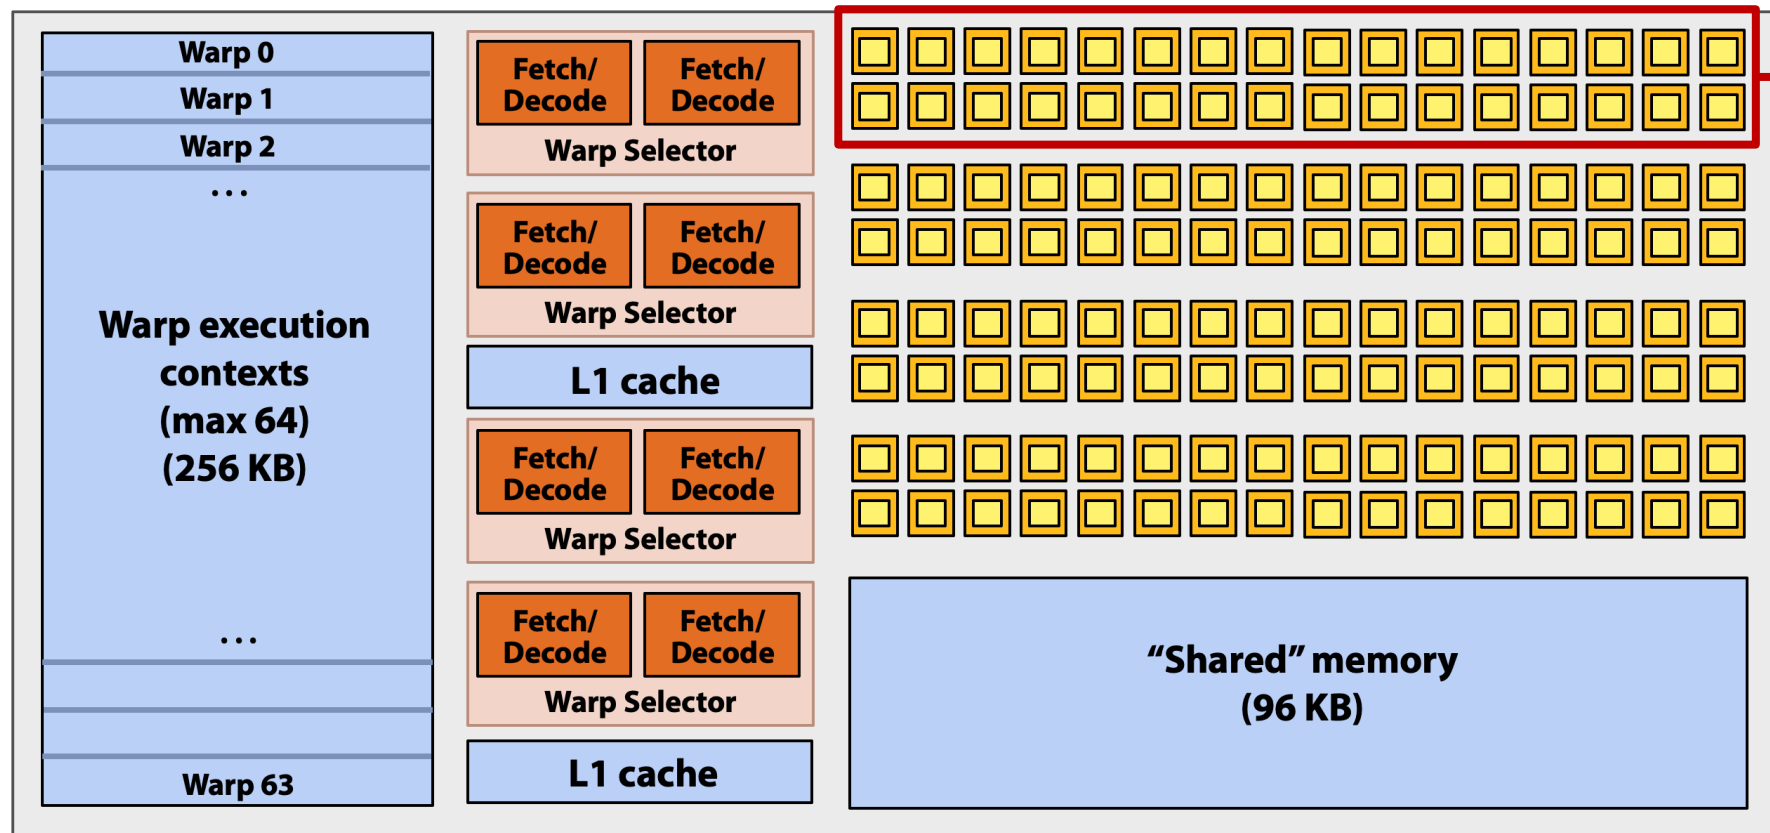 Warp 0
Warp 1
Warp 2
...
Warp execution
contexts
(max 64)
(256 KB)
...
Warp 63
Fetch/
Decode
Fetch/
Decode
Warp Selector
Fetch/
Decode
Fetch/
Decode
Warp Selector
L1 cache
Fetch/
Decode
Fetch/
Decode
Warp Selector
Fetch/
Decode
Fetch/
Decode
Warp Selector
L1 cache
“Shared” memory
(96 KB)